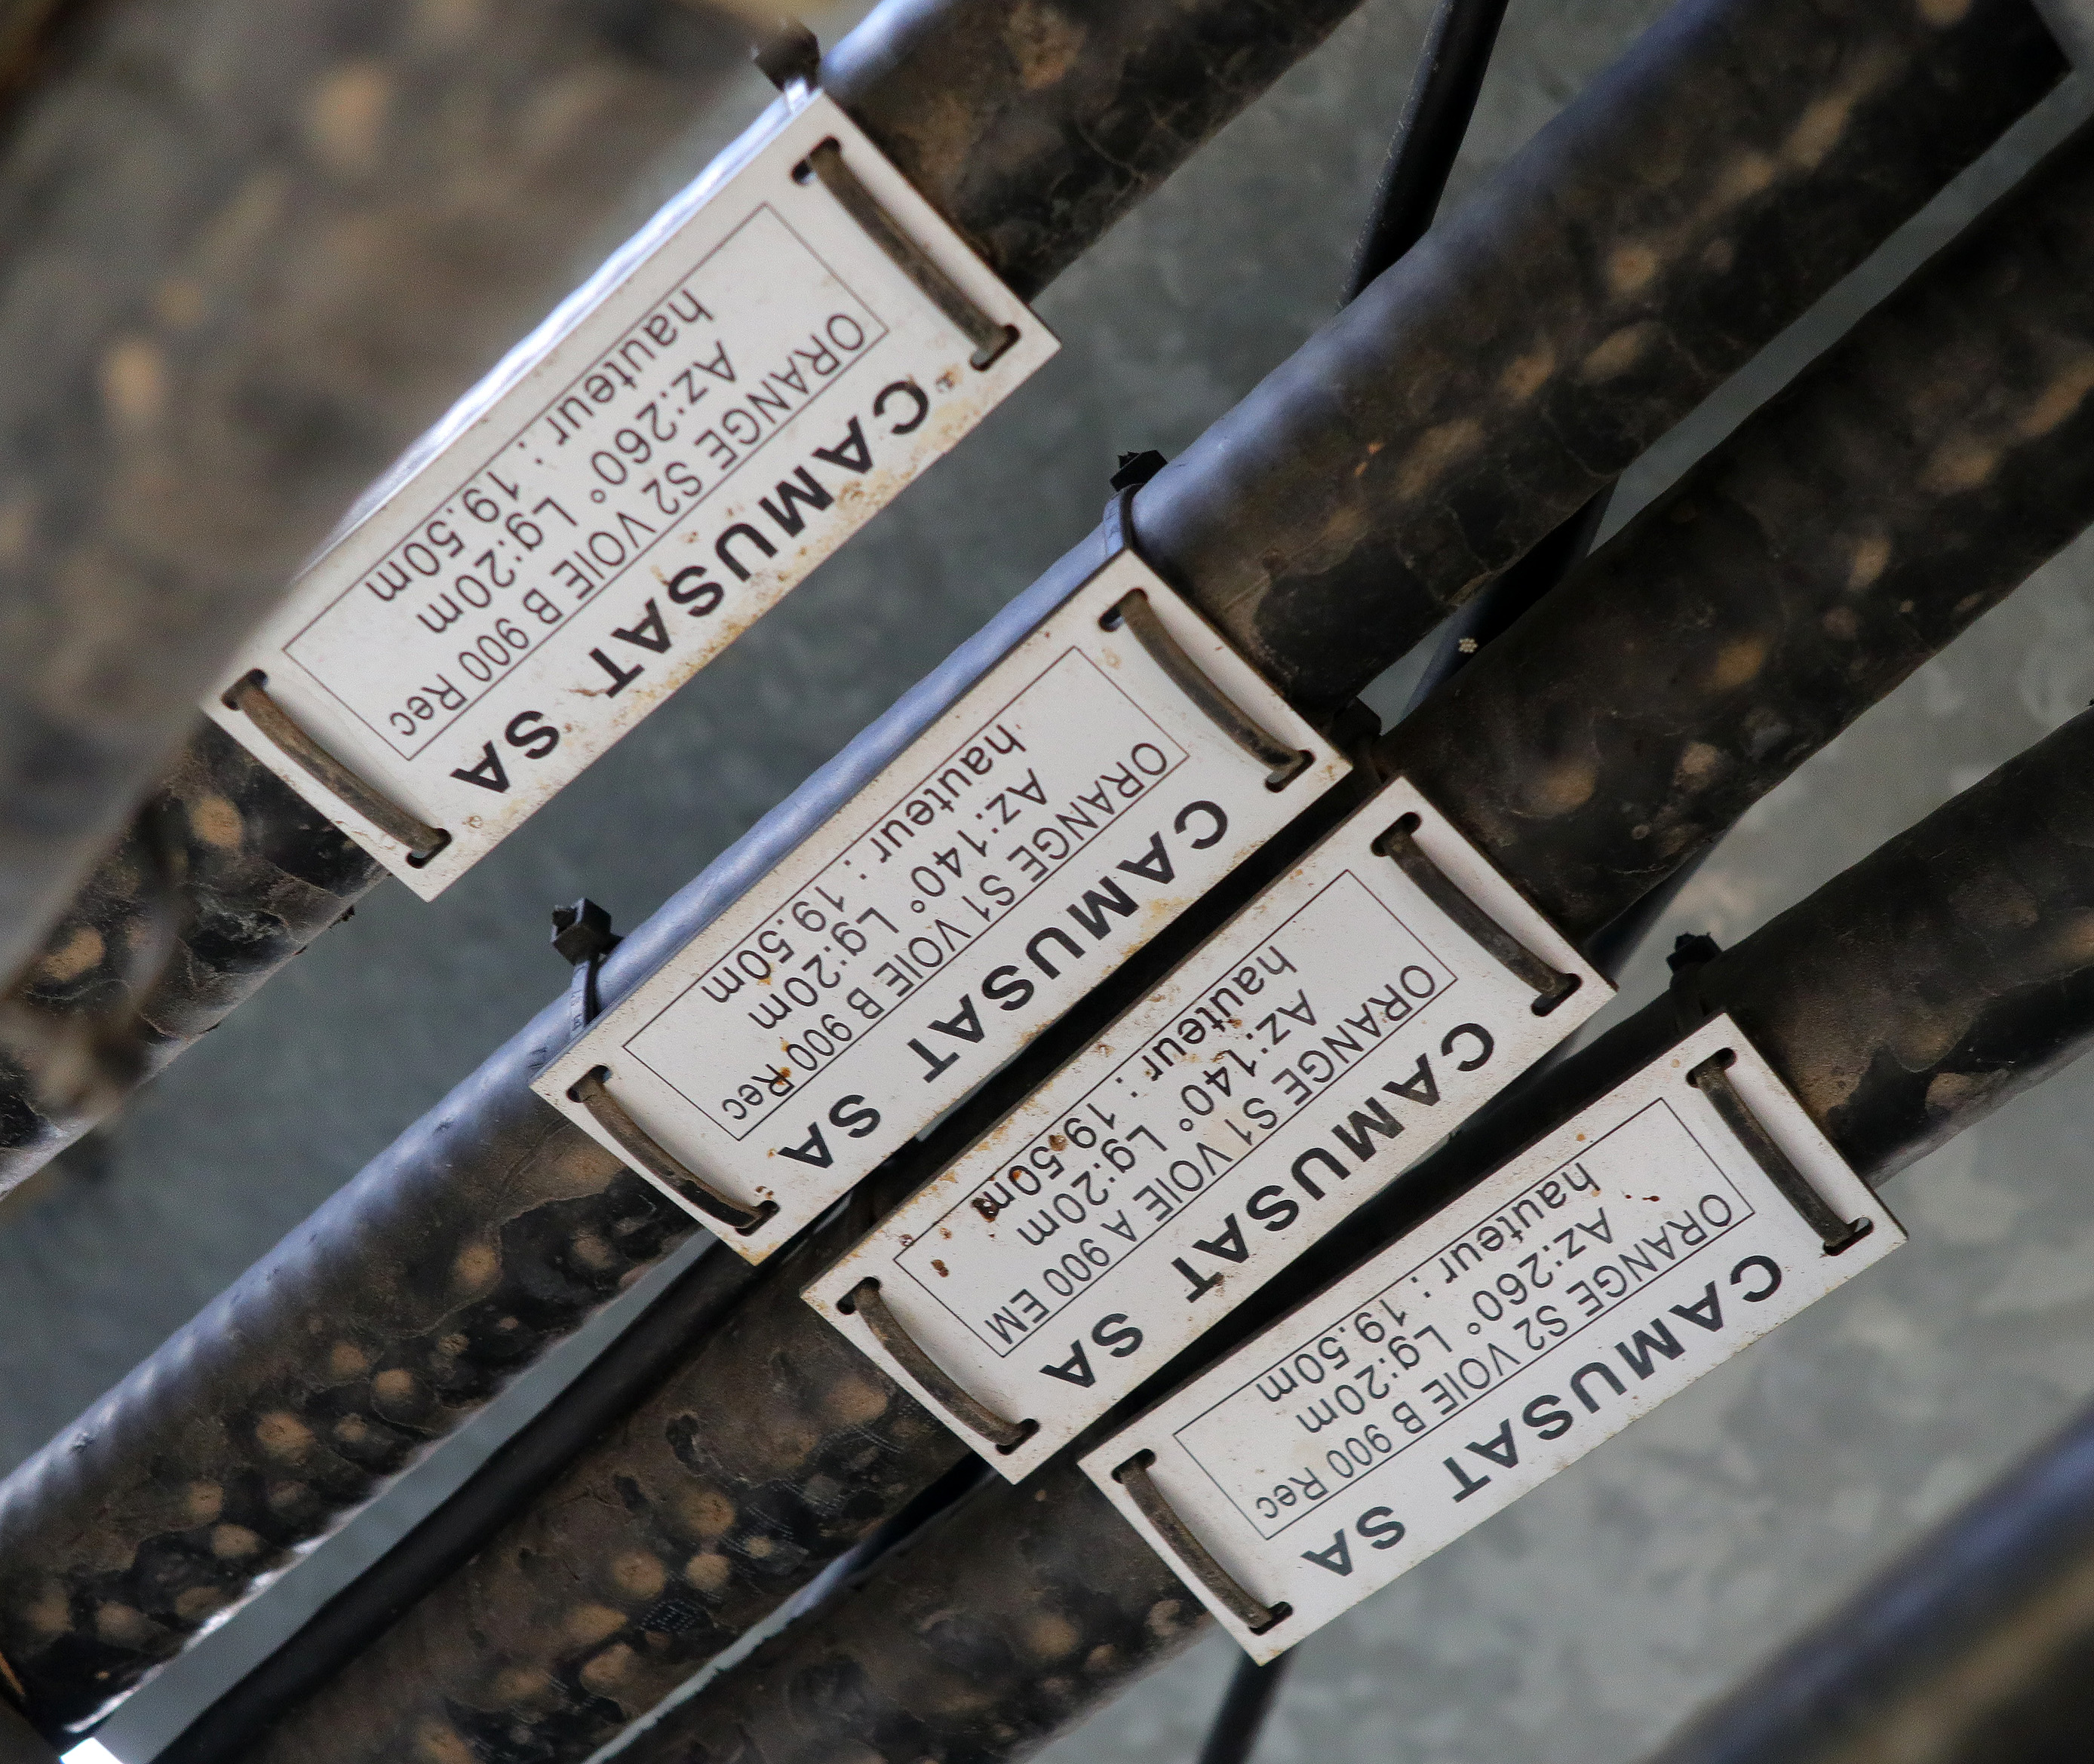 CAMUSAT SA
ORANGE S2 VOIE B 900 Rec
Az:260° Lg:20m
hauteur : 19.50m
CAMUSAT SA
ORANGE S1 VOIE B 900 Rec
Az:140° Lg:20m
hauteur : 19.50m
CAMUSAT SA
ORANGE S1 VOIE A 900 EM
Az:140° Lg:20m
hauteur : 19.50m
CAMUSAT SA
ORANGE S2 VOIE B 900 Rec
Az:260° Lg:20m
hauteur : 19.50m